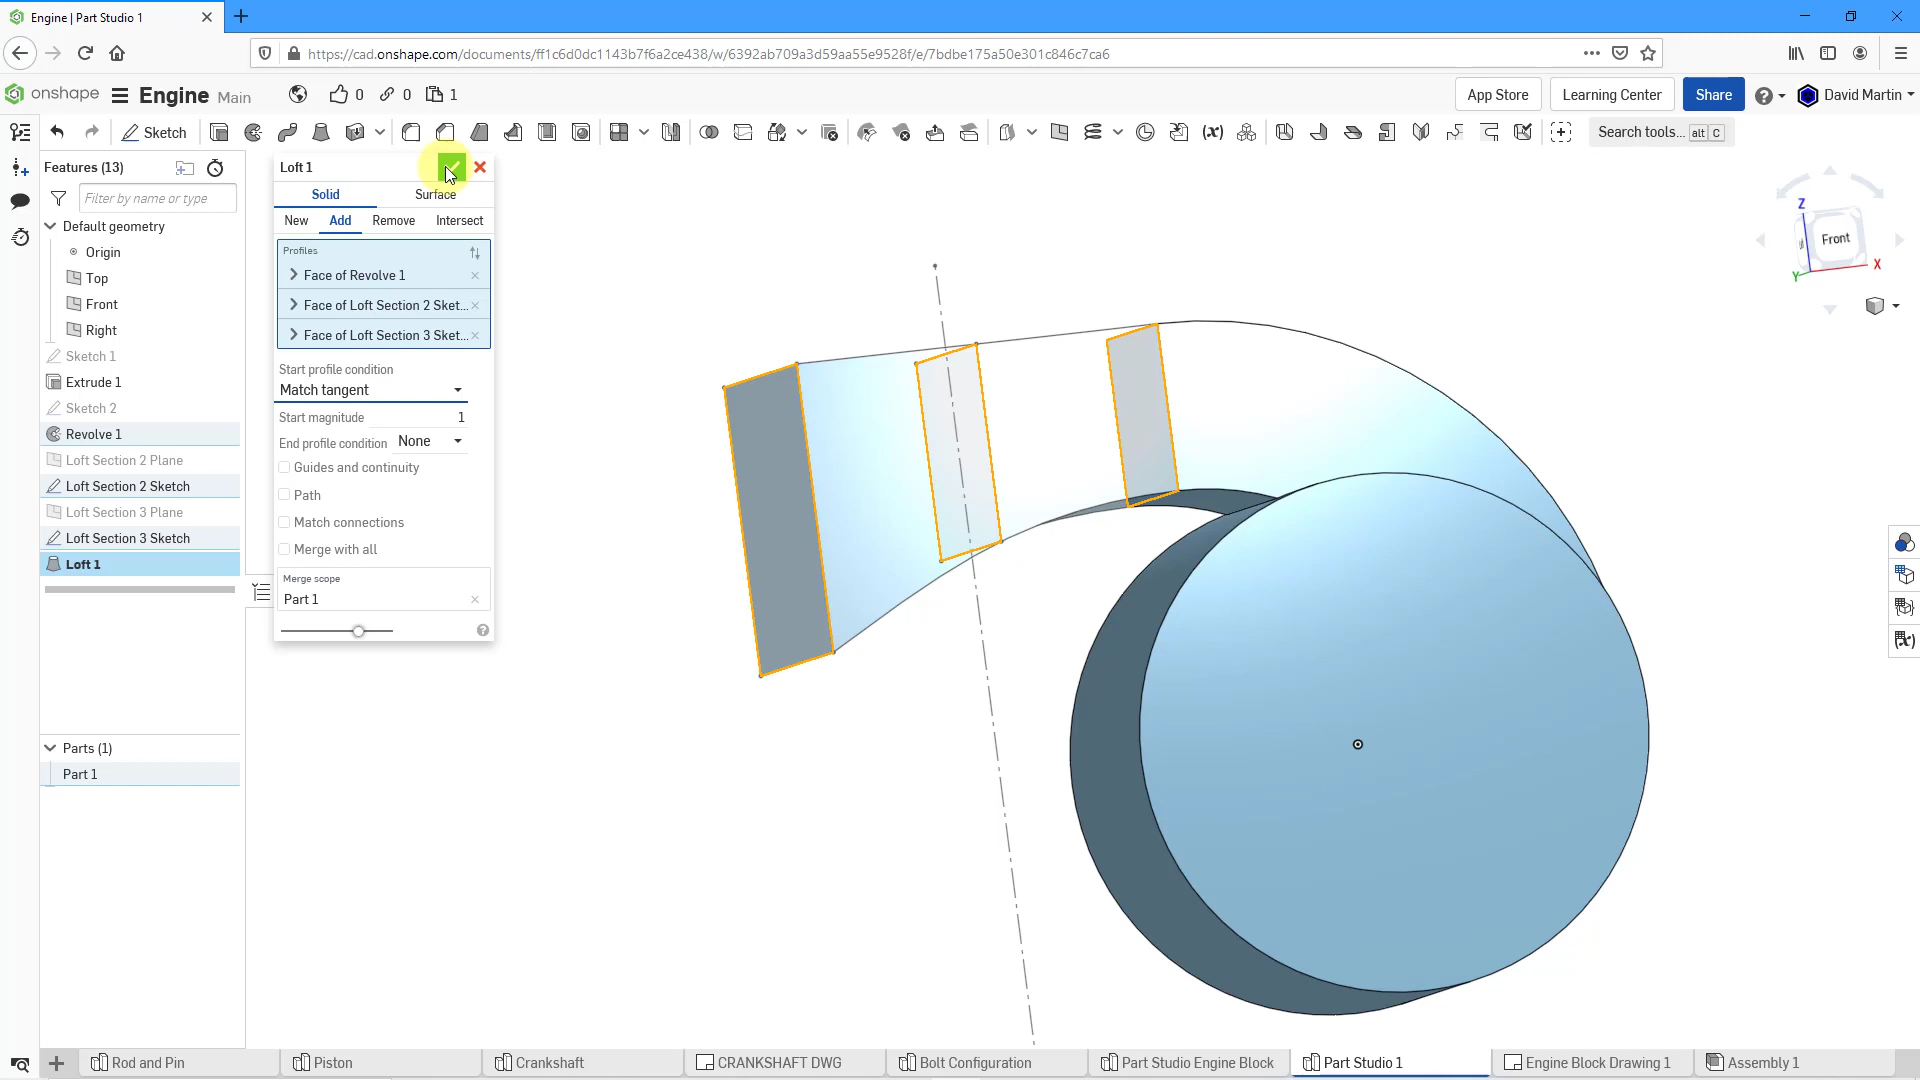 Engine | Part Studio 1
https://cad.onshape.com/documents/ff1c6d0dc1143b7f6a2ce438/w/6392ab709a3d59aa55e9528f/e/7bdbe175a50e301c846c7ca6
onshape Engine Main 0 0 1 App Store Learning Center Share David Martin
Sketch Search tools... alt C
Features (13)
Filter by name or type
Default geometry
Origin
Top
Front
Right
Sketch 1
Extrude 1
Sketch 2
Revolve 1
Loft Section 2 Plane
Loft Section 2 Sketch
Loft Section 3 Plane
Loft Section 3 Sketch
Loft 1
Parts (1)
Part 1
Loft 1
Solid Surface
New Add Remove Intersect
Profiles
Face of Revolve 1
Face of Loft Section 2 Sket...
Face of Loft Section 3 Sket...
Start profile condition
Match tangent
Start magnitude 1
End profile condition None
Guides and continuity
Path
Match connections
Merge with all
Merge scope
Part 1
Z
Front
X
Y
Rod and Pin Piston Crankshaft CRANKSHAFT DWG Bolt Configuration Part Studio Engine Block Part Studio 1 Engine Block Drawing 1 Assembly 1